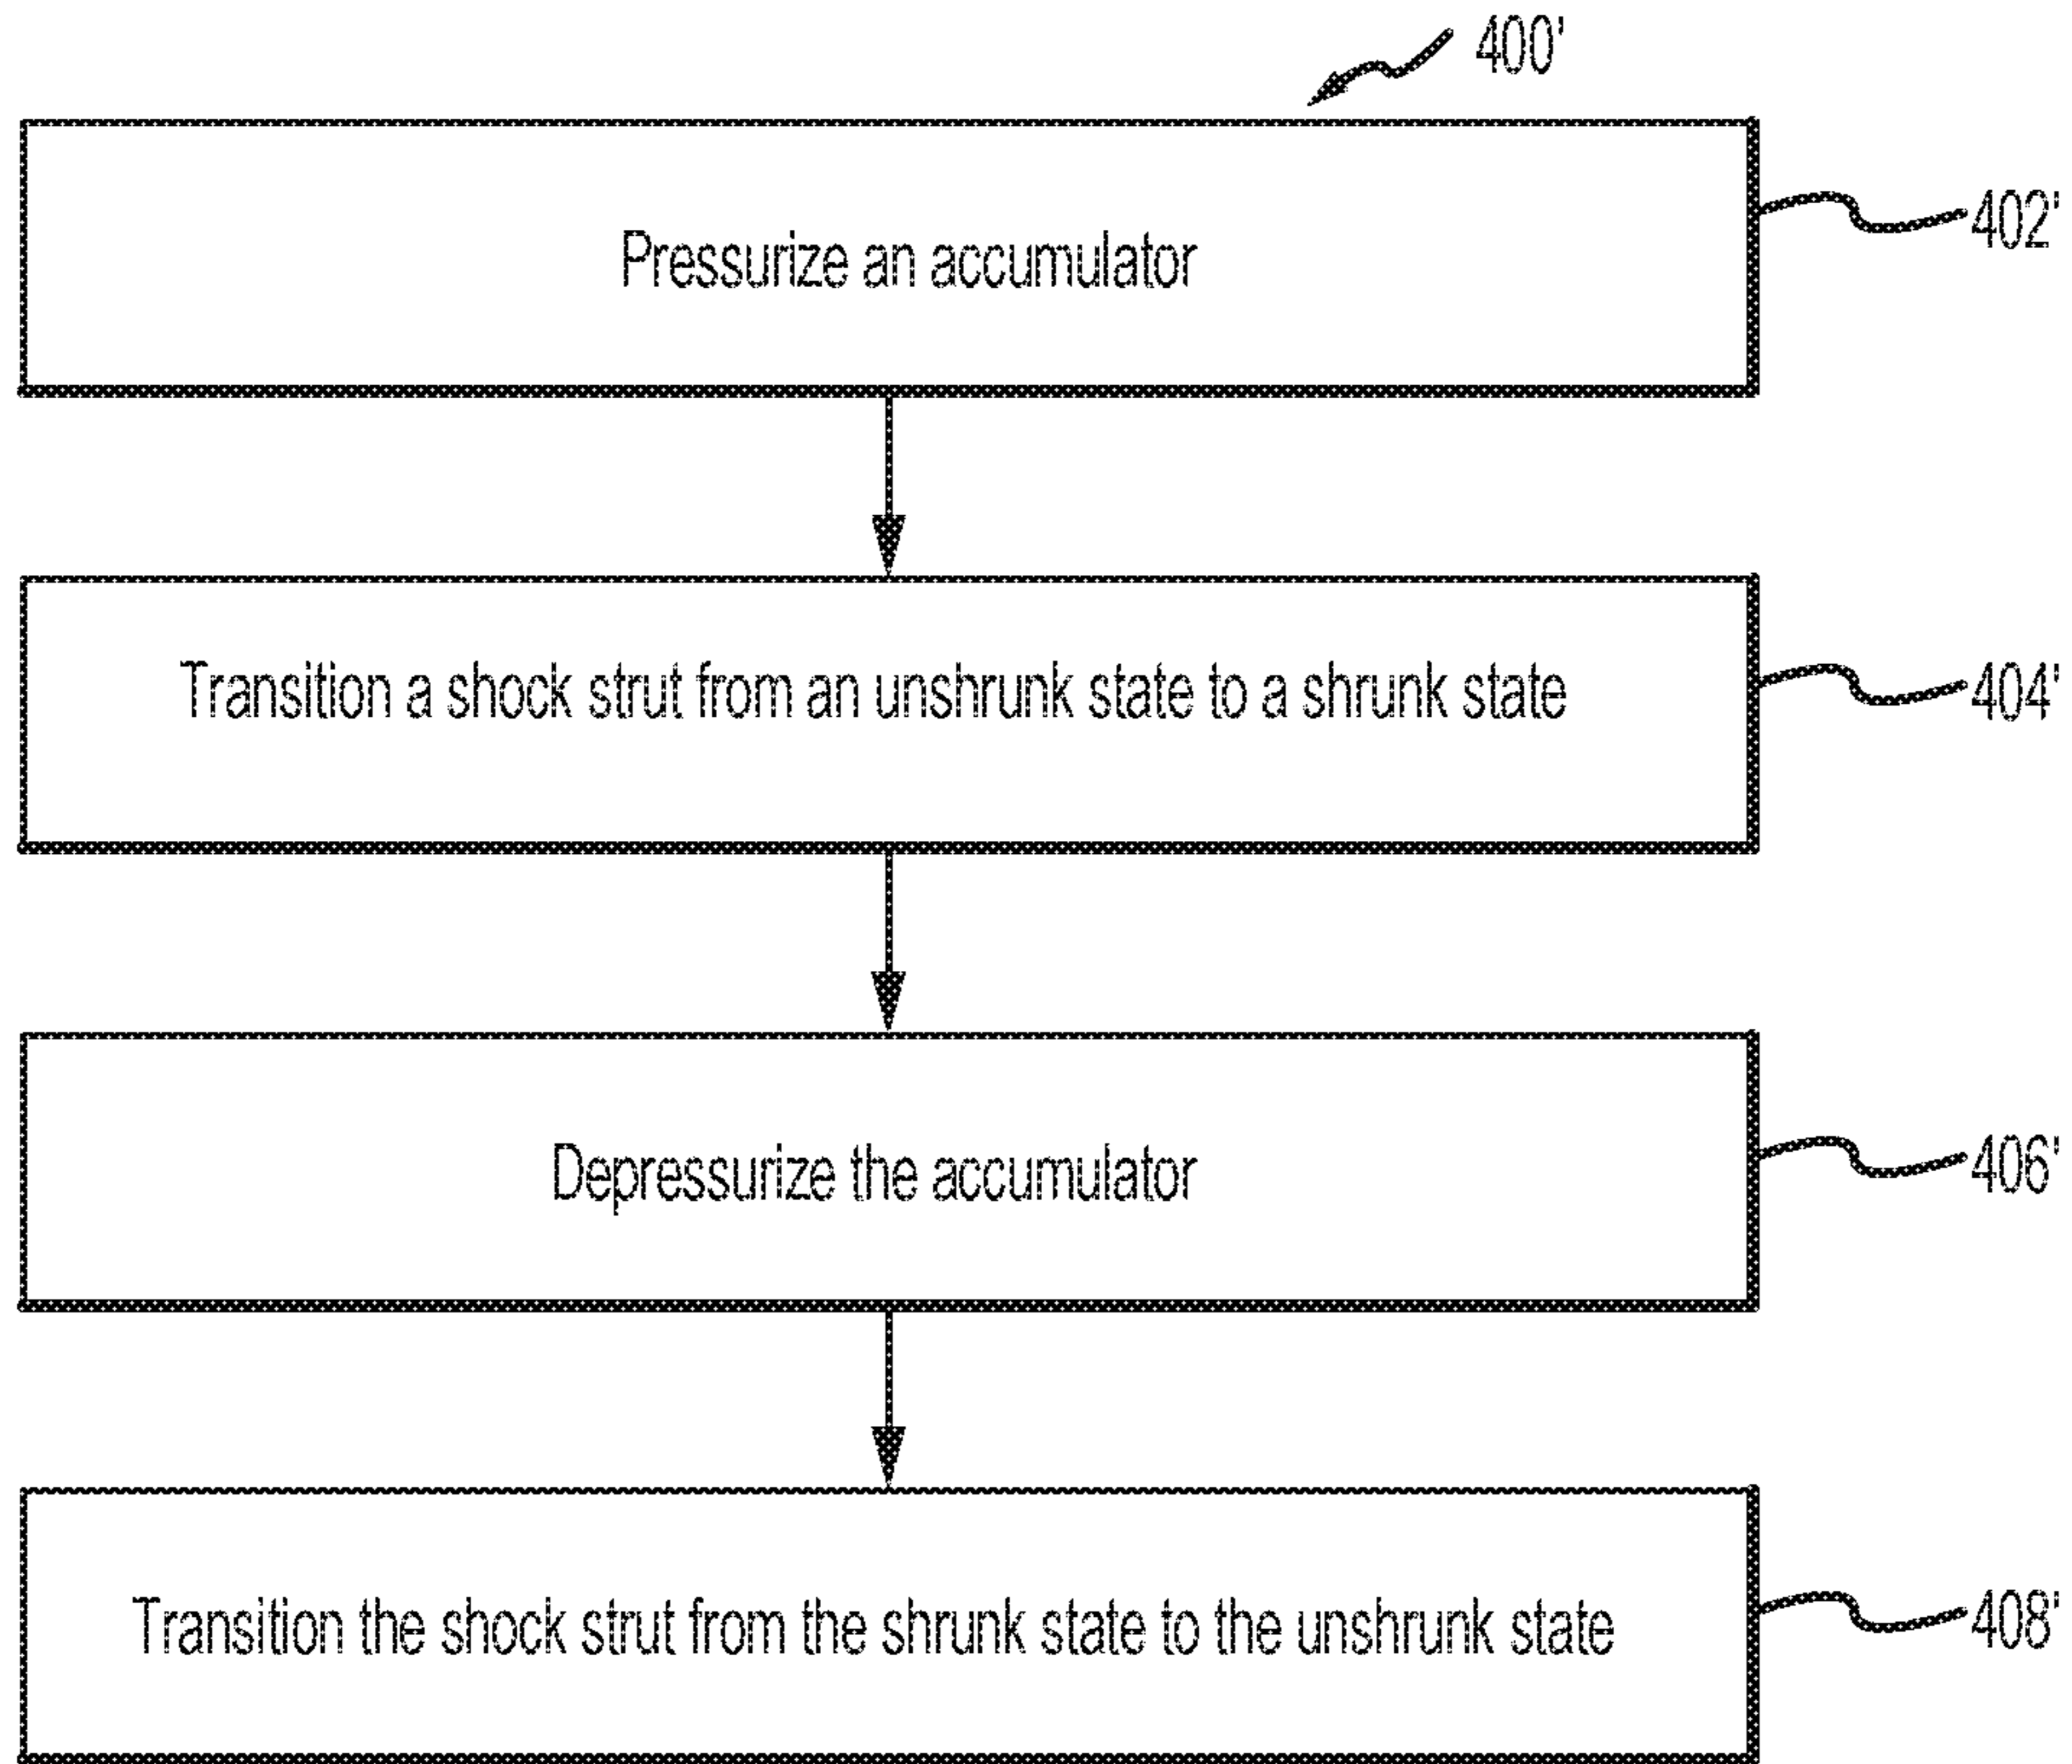 400'
Pressurize an accumulator
402'
Transition a shock strut from an unshrunk state to a shrunk state
404'
Depressurize the accumulator
406'
Transition the shock strut from the shrunk state to the unshrunk state
408'